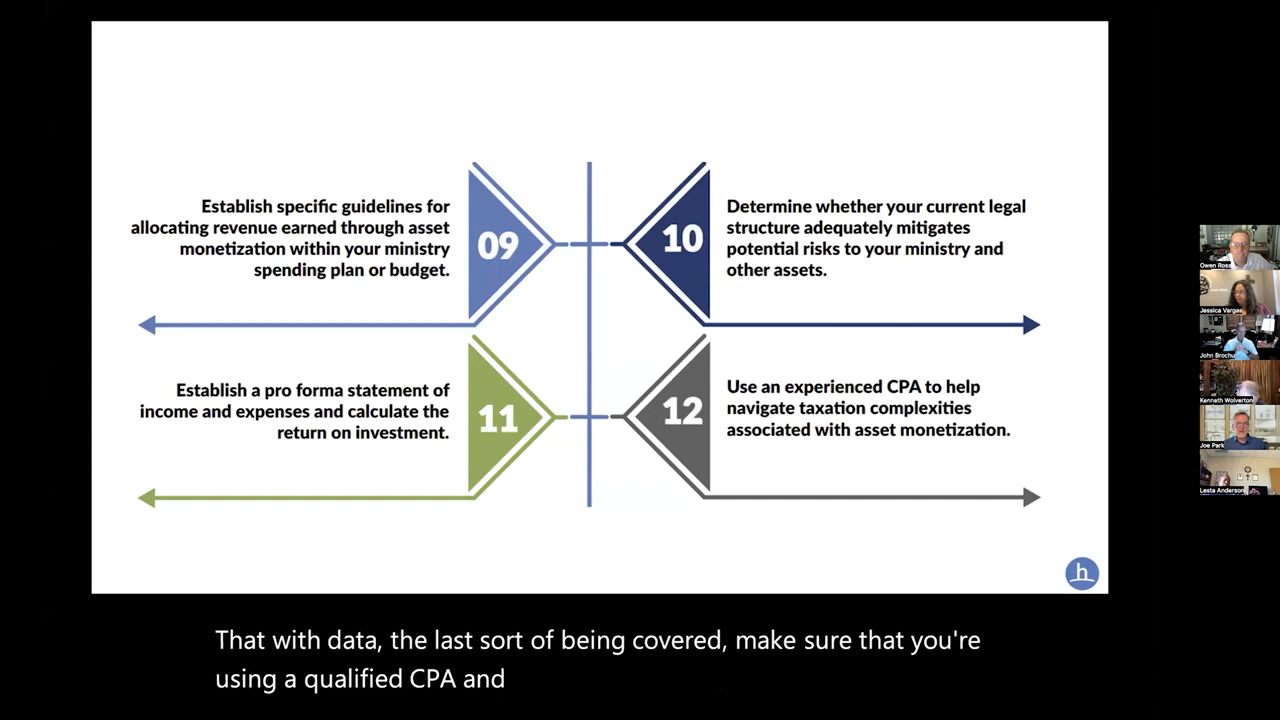 Establish specific guidelines for
allocating revenue earned through asset
monetization within your ministry
spending plan or budget.
09
10
Determine whether your current legal
structure adequately mitigates
potential risks to your ministry and
other assets.
Establish a pro forma statement of
income and expenses and calculate the
return on investment.
11
12
Use an experienced CPA to help
navigate taxation complexities
associated with asset monetization.
h
Owen Ross
Jessica Vargas
John Brochu
Kenneth Wolverton
Joe Park
Lesta Anderson
That with data, the last sort of being covered, make sure that you're
using a qualified CPA and